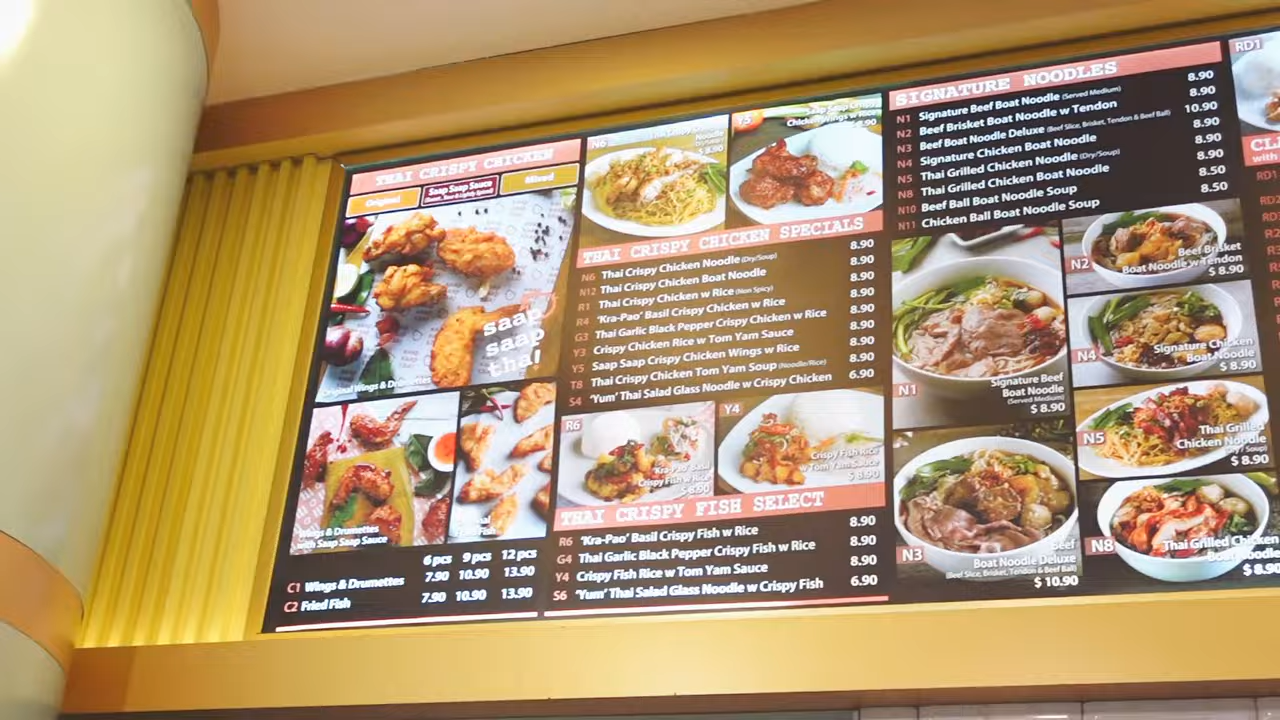 THAI CRISPY CHICKEN
Original
Saap Saap Sauce
Mixed
saap
saap
thai
Original Wings & Drumettes
Wings & Drumettes
with Saap Saap Sauce
6 pcs 9 pcs 12 pcs
C1 Wings & Drumettes 7.90 10.90 13.90
C2 Fried Fish 7.90 10.90 13.90
N6
Noodle
$ 8.90
Y5
Saap Saap Crispy
Chicken Wings w Rice
THAI CRISPY CHICKEN SPECIALS
N6 Thai Crispy Chicken Noodle (Dry/Soup) 8.90
N12 Thai Crispy Chicken Boat Noodle 8.90
R1 Thai Crispy Chicken w Rice (Non Spicy) 8.90
R4 'Kra-Pao' Basil Crispy Chicken w Rice 8.90
G3 Thai Garlic Black Pepper Crispy Chicken w Rice 8.90
Y3 Crispy Chicken Rice w Tom Yam Sauce 8.90
Y5 Saap Saap Crispy Chicken Wings w Rice 8.90
T8 Thai Crispy Chicken Tom Yam Soup (Noodle/Rice) 8.90
S4 'Yum' Thai Salad Glass Noodle w Crispy Chicken 6.90
R6
'Kra-Pao' Basil
Crispy Fish w Rice
$ 8.90
Y4
Crispy Fish Rice
w Tom Yam Sauce
$ 8.90
THAI CRISPY FISH SELECT
R6 'Kra-Pao' Basil Crispy Fish w Rice 8.90
G4 Thai Garlic Black Pepper Crispy Fish w Rice 8.90
Y4 Crispy Fish Rice w Tom Yam Sauce 8.90
S6 'Yum' Thai Salad Glass Noodle w Crispy Fish 6.90
SIGNATURE NOODLES
N1 Signature Beef Boat Noodle (Served Medium) 8.90
N2 Beef Brisket Boat Noodle w Tendon 8.90
N3 Beef Boat Noodle Deluxe (Beef Slice, Brisket, Tendon & Beef Ball) 10.90
N4 Signature Chicken Boat Noodle 8.90
N5 Thai Grilled Chicken Noodle (Dry/Soup) 8.90
N8 Thai Grilled Chicken Boat Noodle 8.90
N10 Beef Ball Boat Noodle Soup 8.50
N11 Chicken Ball Boat Noodle Soup 8.50
N1
Signature Beef
Boat Noodle
(Served Medium)
$ 8.90
N2
Beef Brisket
Boat Noodle w Tendon
$ 8.90
N4
Signature Chicken
Boat Noodle
$ 8.90
N5
Thai Grilled
Chicken Noodle
(Dry / Soup)
$ 8.90
N3
Beef
Boat Noodle Deluxe
(Beef Slice, Brisket, Tendon & Beef Ball)
$ 10.90
N8
Thai Grilled Chicken
Boat Noodle
$ 8.90
RD1
with
RD1